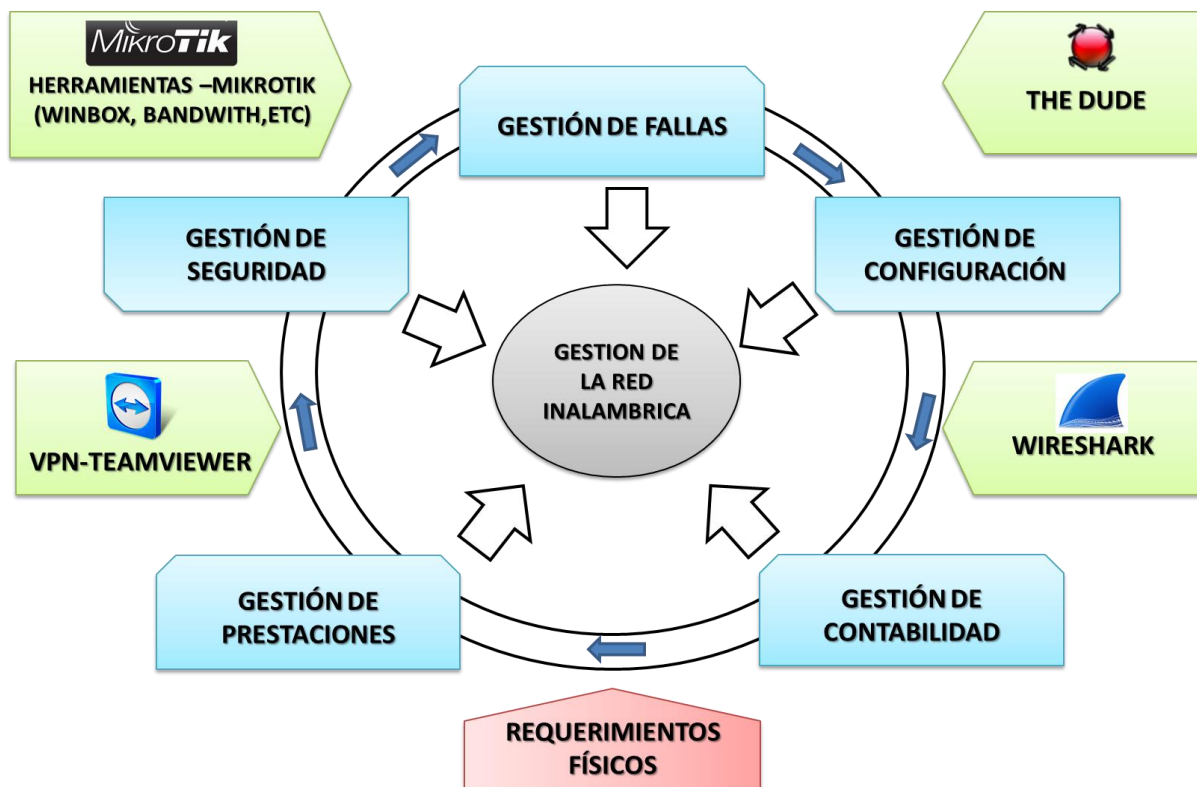 MikroTik
HERRAMIENTAS –MIKROTIK
(WINBOX, BANDWITH,ETC)
THE DUDE
GESTIÓN DE FALLAS
GESTIÓN DE
SEGURIDAD
GESTIÓN DE
CONFIGURACIÓN
GESTION DE
LA RED
INALAMBRICA
VPN-TEAMVIEWER
WIRESHARK
GESTIÓN DE
PRESTACIONES
GESTIÓN DE
CONTABILIDAD
REQUERIMIENTOS
FÍSICOS